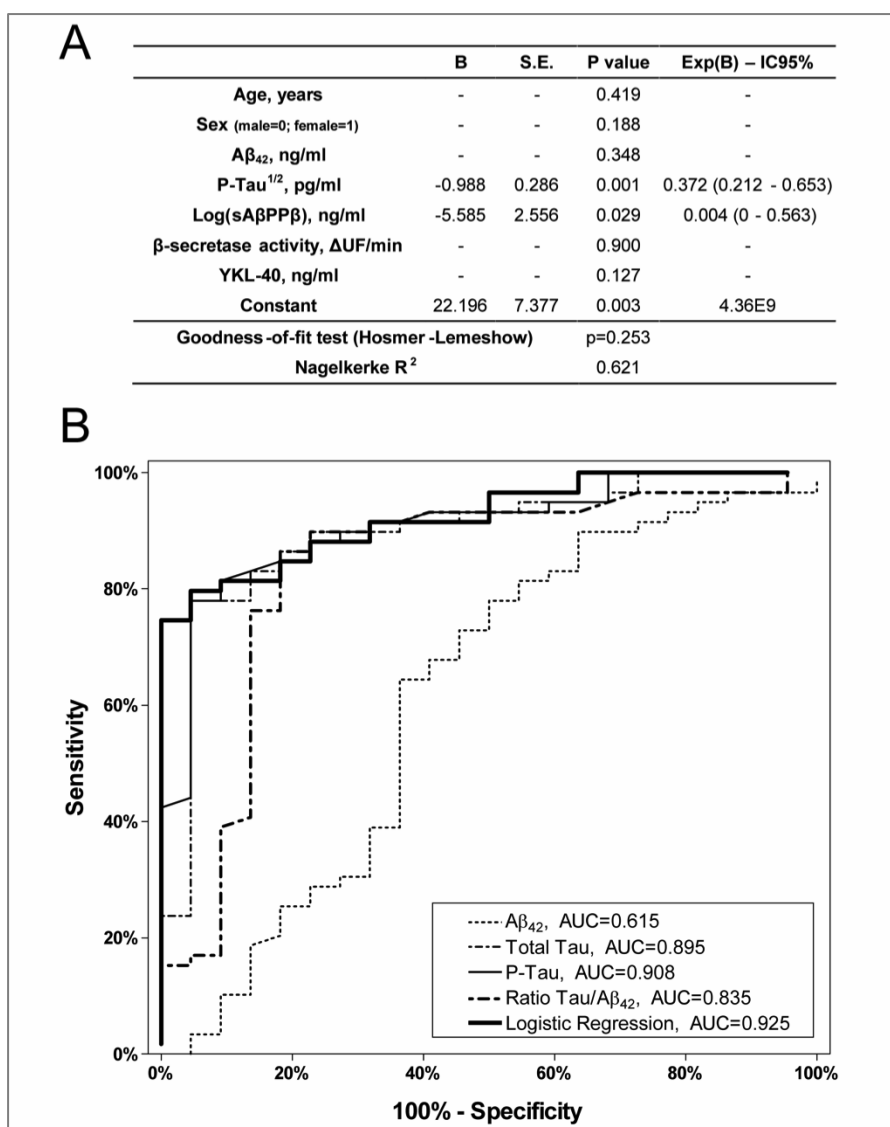 A
B S.E. P value Exp(B) – IC95%
Age, years - - 0.419 -
Sex (male=0; female=1) - - 0.188 -
Aβ42, ng/ml - - 0.348 -
P-Tau1/2, pg/ml -0.988 0.286 0.001 0.372 (0.212 - 0.653)
Log(sAβPPβ), ng/ml -5.585 2.556 0.029 0.004 (0 - 0.563)
β-secretase activity, ΔUF/min - - 0.900 -
YKL-40, ng/ml - - 0.127 -
Constant 22.196 7.377 0.003 4.36E9
Goodness-of-fit test (Hosmer-Lemeshow) p=0.253
Nagelkerke R2 0.621
B
100%
80%
60%
40%
20%
0%
Sensitivity
Aβ42, AUC=0.615
Total Tau, AUC=0.895
P-Tau, AUC=0.908
Ratio Tau/Aβ42, AUC=0.835
Logistic Regression, AUC=0.925
0% 20% 40% 60% 80% 100%
100% - Specificity